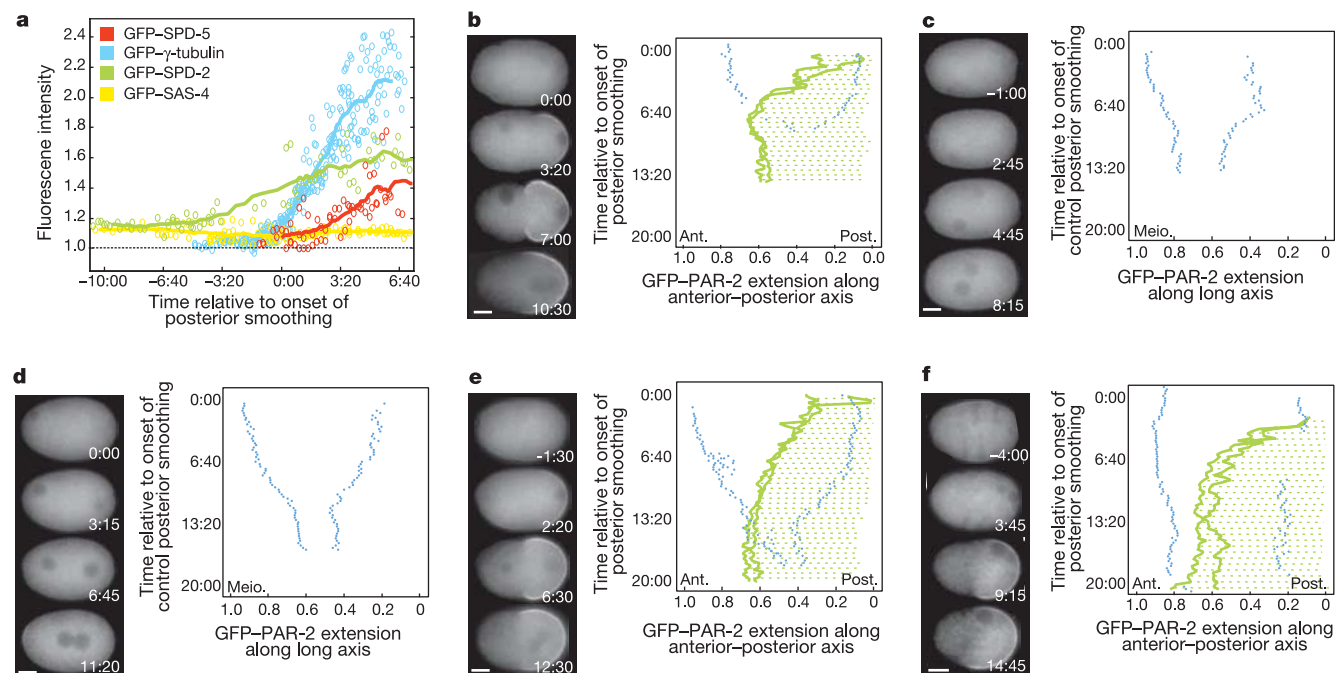 a
Fluorescene intensity
2.4
2.2
2.0
1.8
1.6
1.4
1.2
1.0
GFP–SPD-5
GFP–γ-tubulin
GFP–SPD-2
GFP–SAS-4
–10:00 –6:40 –3:20 0:00 3:20 6:40
Time relative to onset of
posterior smoothing
b
0:00
3:20
7:00
10:30
Time relative to onset of
posterior smoothing
0:00
6:40
13:20
20:00
Ant. Post.
1.0 0.8 0.6 0.4 0.2 0.0
GFP–PAR-2 extension along
anterior–posterior axis
c
–1:00
2:45
4:45
8:15
Time relative to onset of
control posterior smoothing
0:00
6:40
13:20
20:00
Meio.
1.0 0.8 0.6 0.4 0.2 0
GFP–PAR-2 extension
along long axis
d
0:00
3:15
6:45
11:20
Time relative to onset of
control posterior smoothing
0:00
6:40
13:20
20:00
Meio.
1.0 0.8 0.6 0.4 0.2 0
GFP–PAR-2 extension
along long axis
e
-1:30
2:20
6:30
12:30
Time relative to onset of
posterior smoothing
0:00
6:40
13:20
20:00
Ant. Post.
1.0 0.8 0.6 0.4 0.2 0
GFP–PAR-2 extension along
anterior–posterior axis
f
–4:00
3:45
9:15
14:45
Time relative to onset of
posterior smoothing
0:00
6:40
13:20
20:00
Ant. Post.
1.0 0.8 0.6 0.4 0.2 0
GFP–PAR-2 extension along
anterior–posterior axis